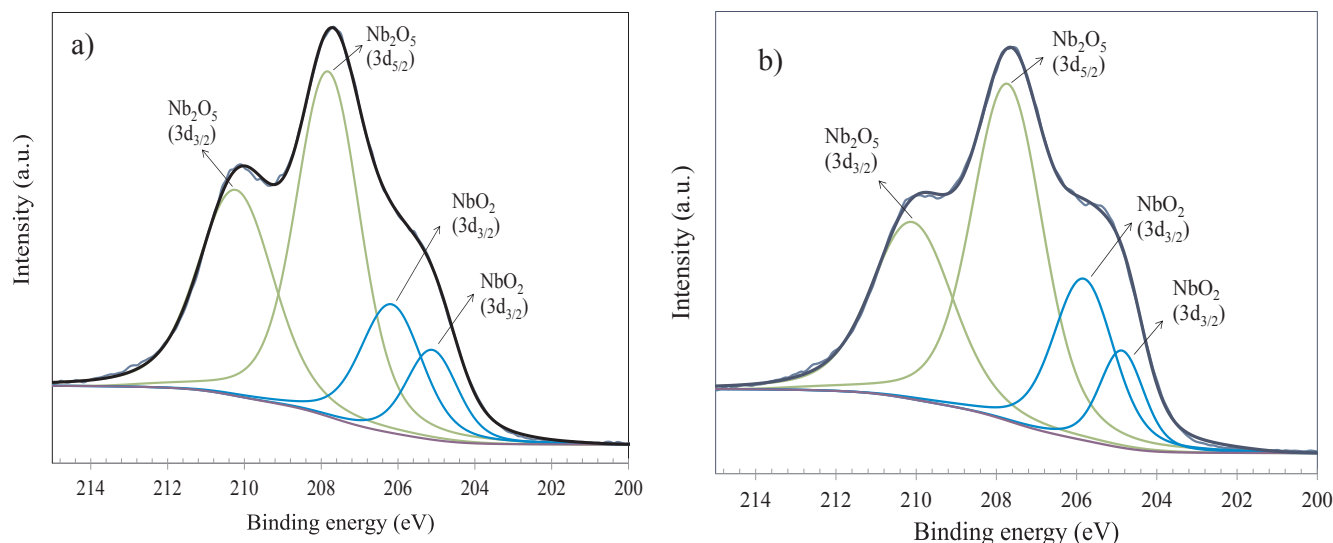 a)
Nb₂O₅
(3d₅/₂)
Nb₂O₅
(3d₃/₂)
NbO₂
(3d₃/₂)
NbO₂
(3d₃/₂)
Intensity (a.u.)
214 212 210 208 206 204 202 200
Binding energy (eV)
b)
Nb₂O₅
(3d₅/₂)
Nb₂O₅
(3d₃/₂)
NbO₂
(3d₃/₂)
NbO₂
(3d₃/₂)
Intensity (a. u.)
214 212 210 208 206 204 202 200
Binding energy (eV)